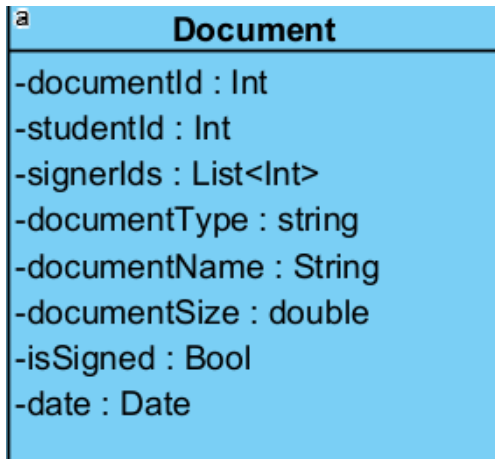 a
Document
-documentId : Int
-studentId : Int
-signerIds : List<Int>
-documentType : string
-documentName : String
-documentSize : double
-isSigned : Bool
-date : Date